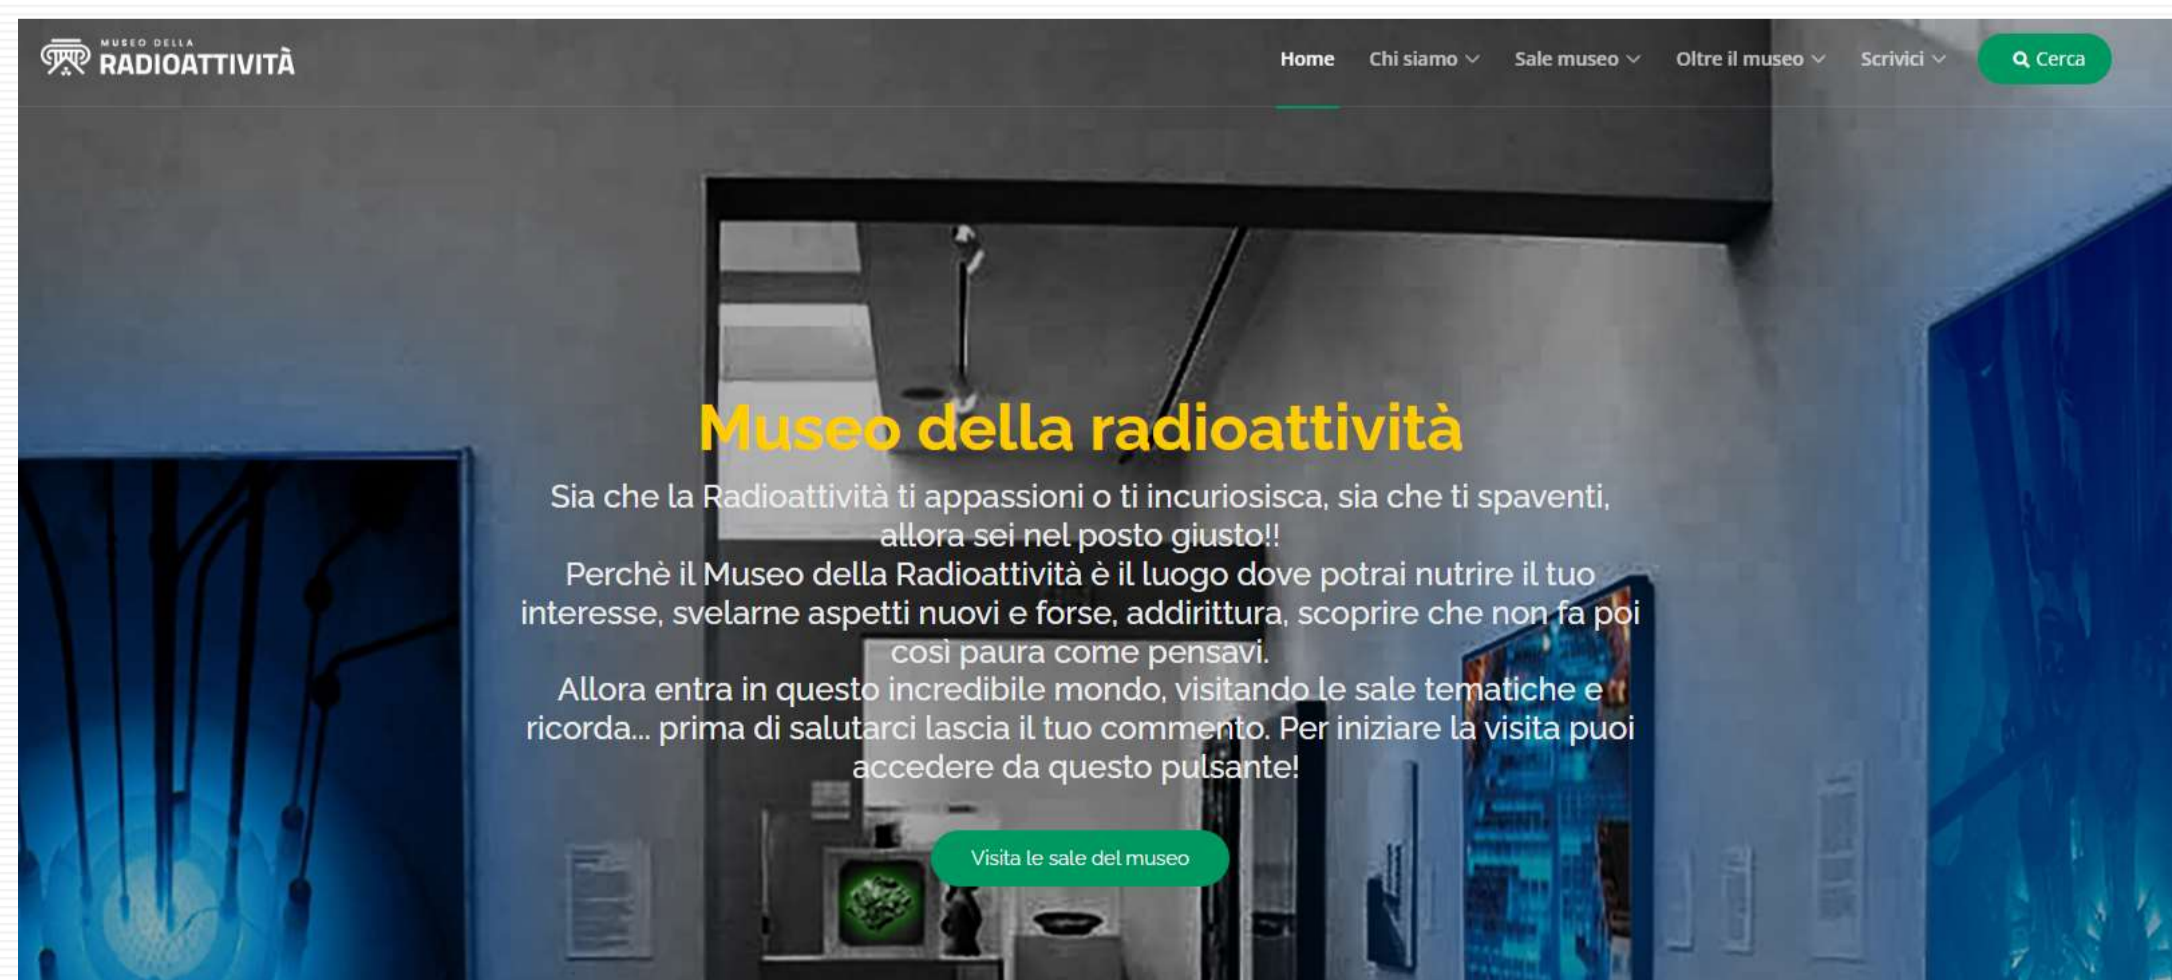 MUSEO DELLA
RADIOATTIVITÀ
Home Chi siamo Sale museo Oltre il museo Scrivici Cerca
Museo della radioattività
Sia che la Radioattività ti appassioni o ti incuriosisca, sia che ti spaventi,
allora sei nel posto giusto!!
Perchè il Museo della Radioattività è il luogo dove potrai nutrire il tuo
interesse, svelarne aspetti nuovi e forse, addirittura, scoprire che non fa poi
così paura come pensavi.
Allora entra in questo incredibile mondo, visitando le sale tematiche e
ricorda... prima di salutarci lascia il tuo commento. Per iniziare la visita puoi
accedere da questo pulsante!
Visita le sale del museo